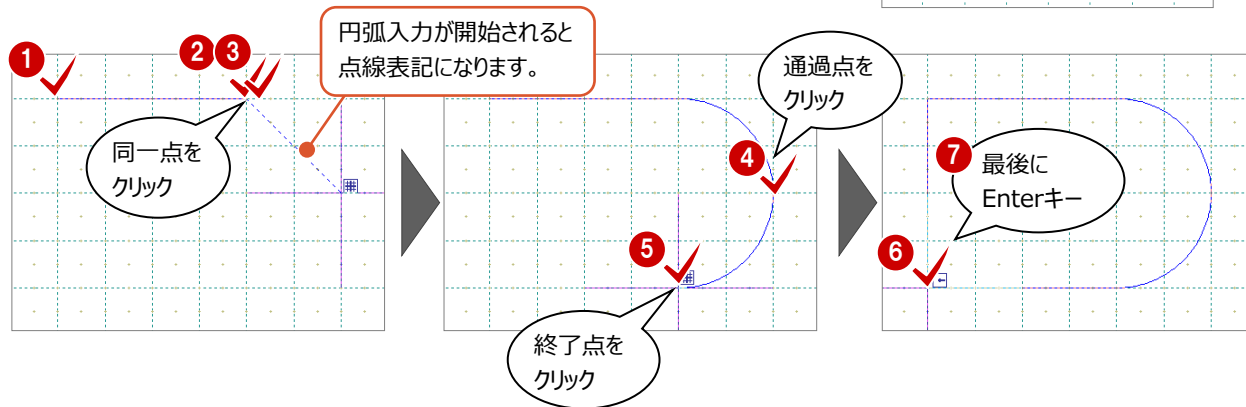 1
2
3
円弧入力が開始されると
点線表記になります。
同一点を
クリック
通過点を
クリック
4
5
終了点を
クリック
7
最後に
Enterキー
6